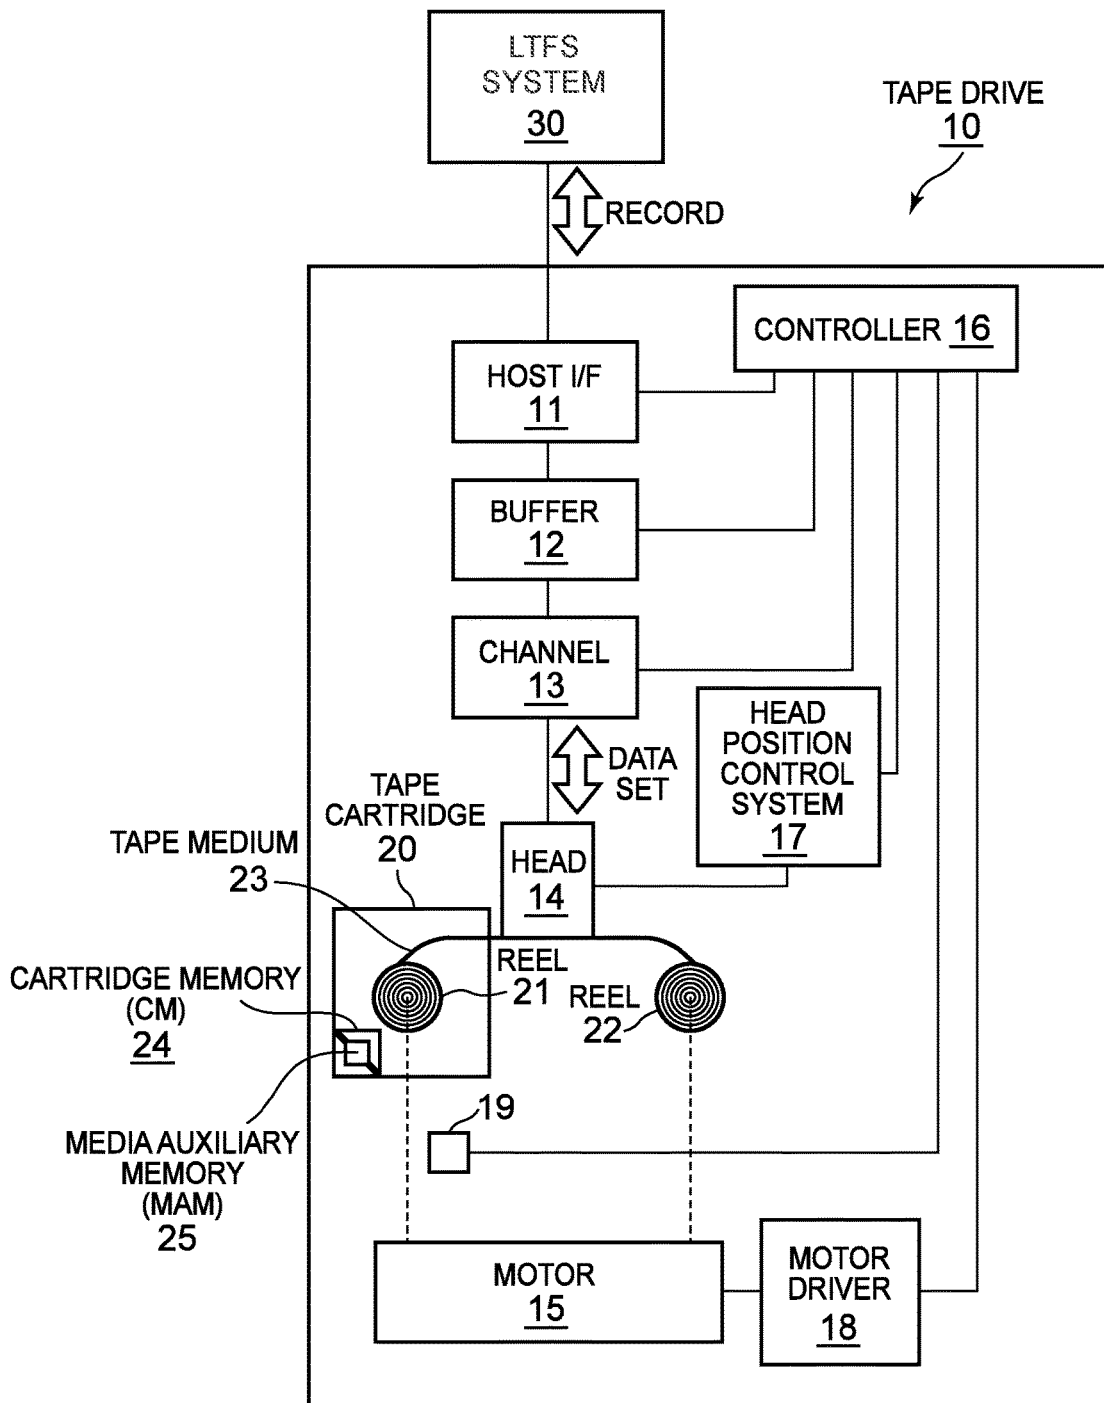 LTFS
SYSTEM
30
TAPE DRIVE
10
RECORD
CONTROLLER 16
HOST I/F
11
BUFFER
12
CHANNEL
13
HEAD
POSITION
CONTROL
SYSTEM
17
DATA
SET
TAPE
CARTRIDGE
20
TAPE MEDIUM
23
HEAD
14
REEL
21
REEL
22
CARTRIDGE MEMORY
(CM)
24
19
MEDIA AUXILIARY
MEMORY
(MAM)
25
MOTOR
15
MOTOR
DRIVER
18